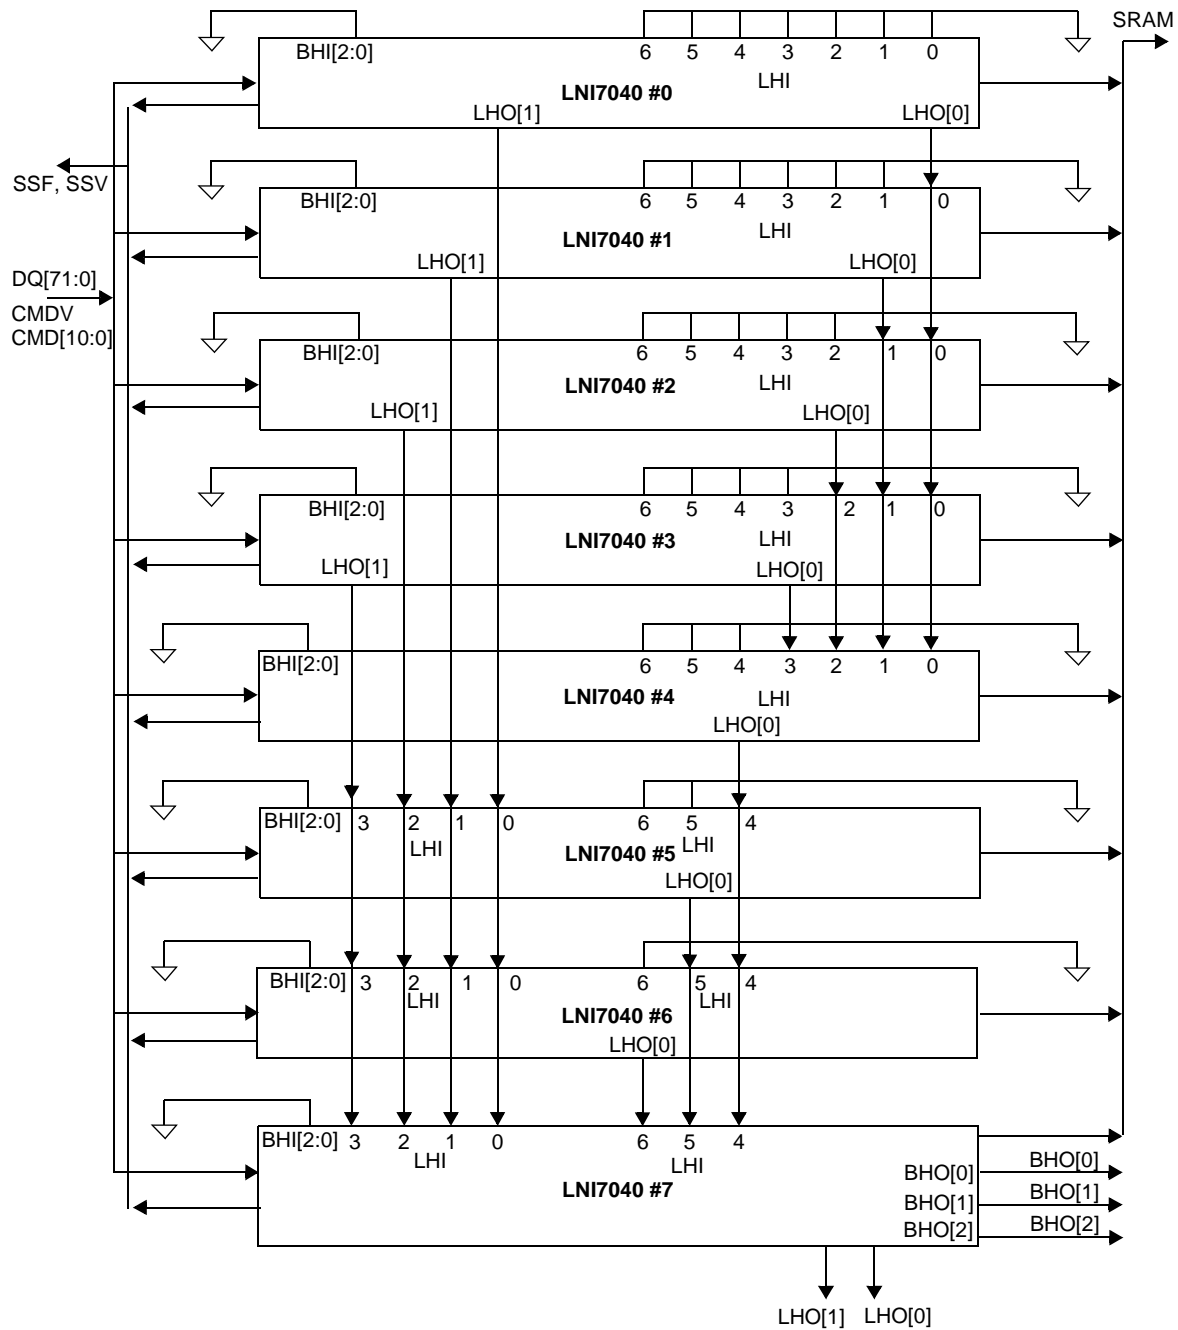 SRAM
BHI[2:0] 6 5 4 3 2 1 0
LHI
LNI7040 #0
LHO[1] LHO[0]
SSF, SSV
BHI[2:0] 6 5 4 3 2 1 0
LHI
LNI7040 #1
LHO[1] LHO[0]
DQ[71:0]
CMDV
CMD[10:0]
BHI[2:0] 6 5 4 3 2 1 0
LHI
LNI7040 #2
LHO[1] LHO[0]
BHI[2:0] 6 5 4 3 2 1 0
LHI
LNI7040 #3
LHO[1] LHO[0]
BHI[2:0] 6 5 4 3 2 1 0
LHI
LNI7040 #4
LHO[0]
BHI[2:0] 3 2 1 0 6 5 4
LHI LHI
LNI7040 #5
LHO[0]
BHI[2:0] 3 2 1 0 6 5 4
LHI LHI
LNI7040 #6
LHO[0]
BHI[2:0] 3 2 1 0 6 5 4
LHI LHI
LNI7040 #7
BHO[0] BHO[0]
BHO[1] BHO[1]
BHO[2] BHO[2]
LHO[1] LHO[0]